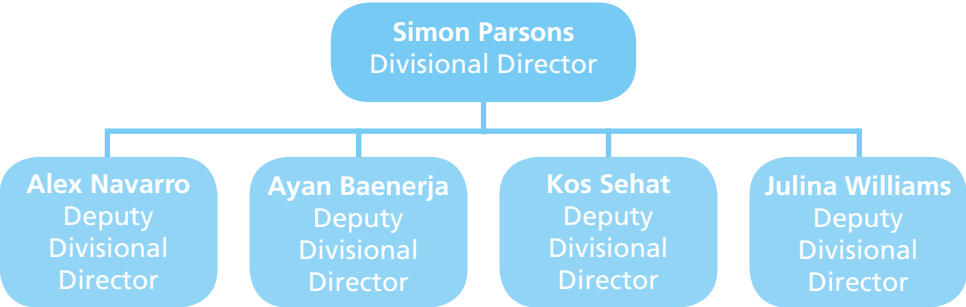 Simon Parsons
Divisional Director
Alex Navarro
Deputy
Divisional
Director
Ayan Baenerja
Deputy
Divisional
Director
Kos Sehat
Deputy
Divisional
Director
Julina Williams
Deputy
Divisional
Director